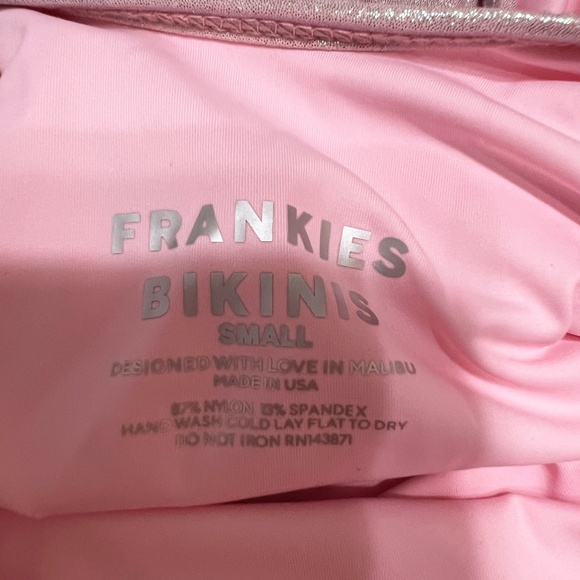 FRANKIES
BIKINIS
SMALL
DESIGNED WITH LOVE IN MALIBU
MADE IN USA
87% NYLON 13% SPANDEX
HAND WASH COLD LAY FLAT TO DRY
DO NOT IRON RN143871